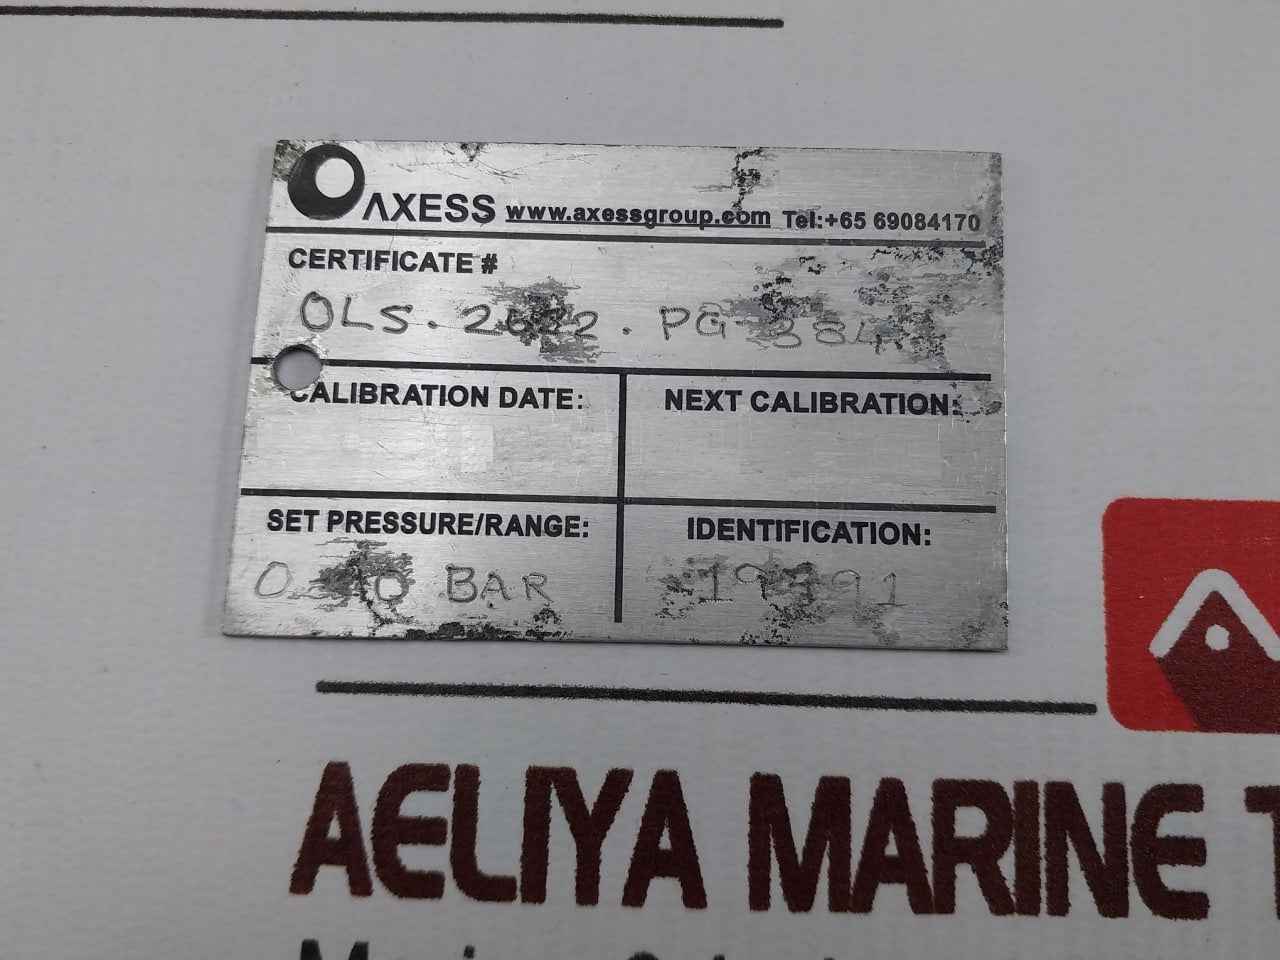 AXESS www.axessgroup.com Tel:+65 69084170
CERTIFICATE #
OLS. PG
CALIBRATION DATE: NEXT CALIBRATION:
SET PRESSURE/RANGE: IDENTIFICATION:
BAR
AELIYA MARINE